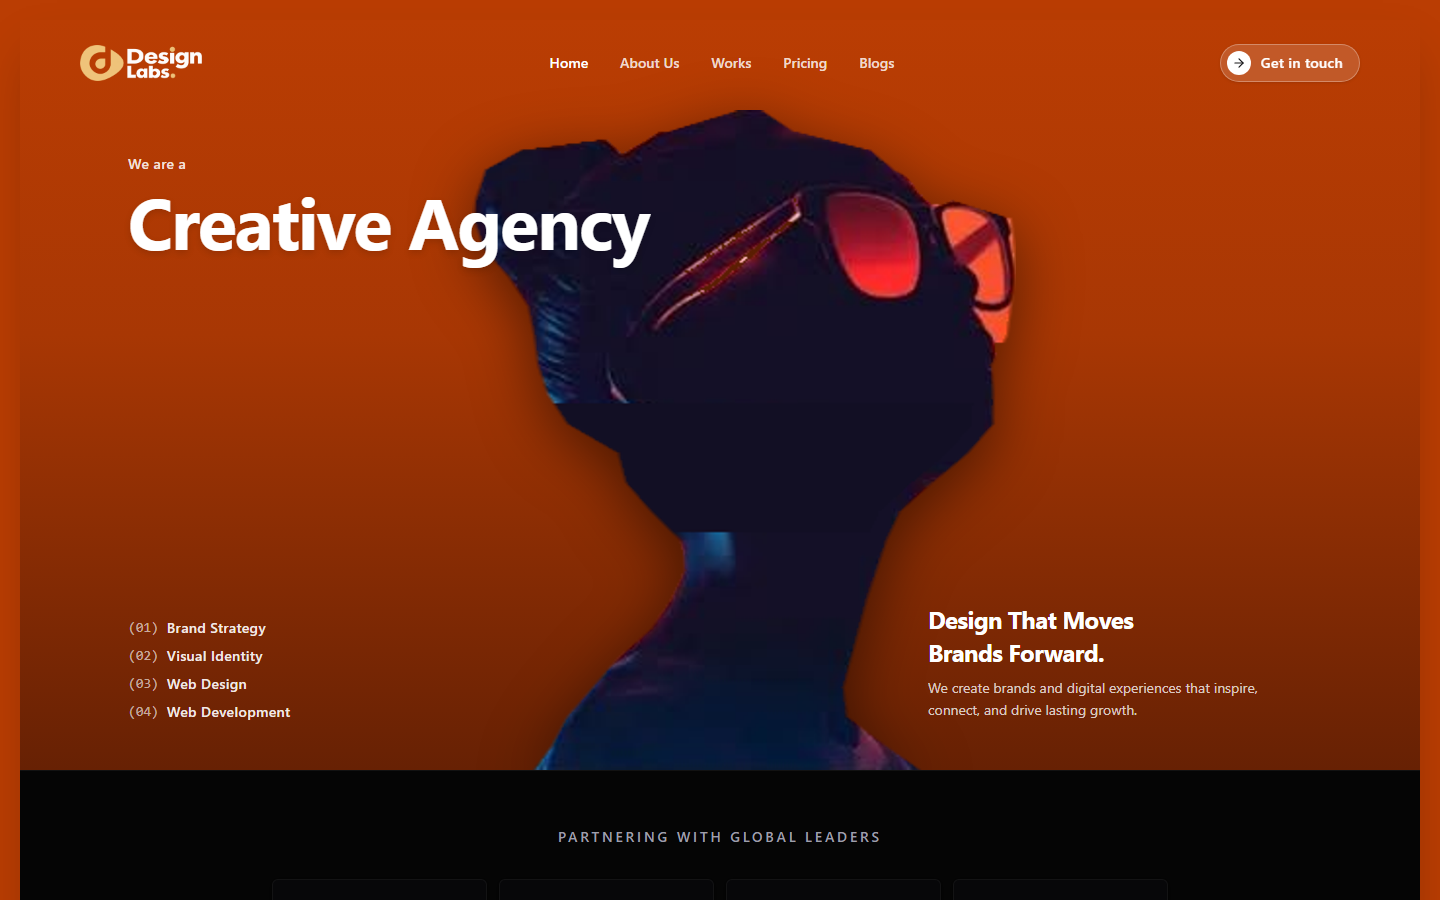 Design
Labs.
Home
About Us
Works
Pricing
Blogs
Get in touch
We are a
Creative Agency
(01) Brand Strategy
(02) Visual Identity
(03) Web Design
(04) Web Development
Design That Moves
Brands Forward.
We create brands and digital experiences that inspire,
connect, and drive lasting growth.
PARTNERING WITH GLOBAL LEADERS